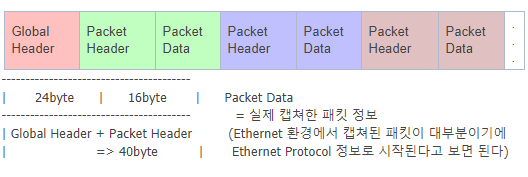 Global Header
Packet Header
Packet Data
Packet Header
Packet Data
Packet Header
Packet Data
.
.
.
------------------------------------------
| 24byte | 16byte | Packet Data
------------------------------------------ = 실제 캡쳐한 패킷 정보
| Global Header + Packet Header (Ethernet 환경에서 캡쳐된 패킷이 대부분이기에
| => 40byte | Ethernet Protocol 정보로 시작된다고 보면 된다)